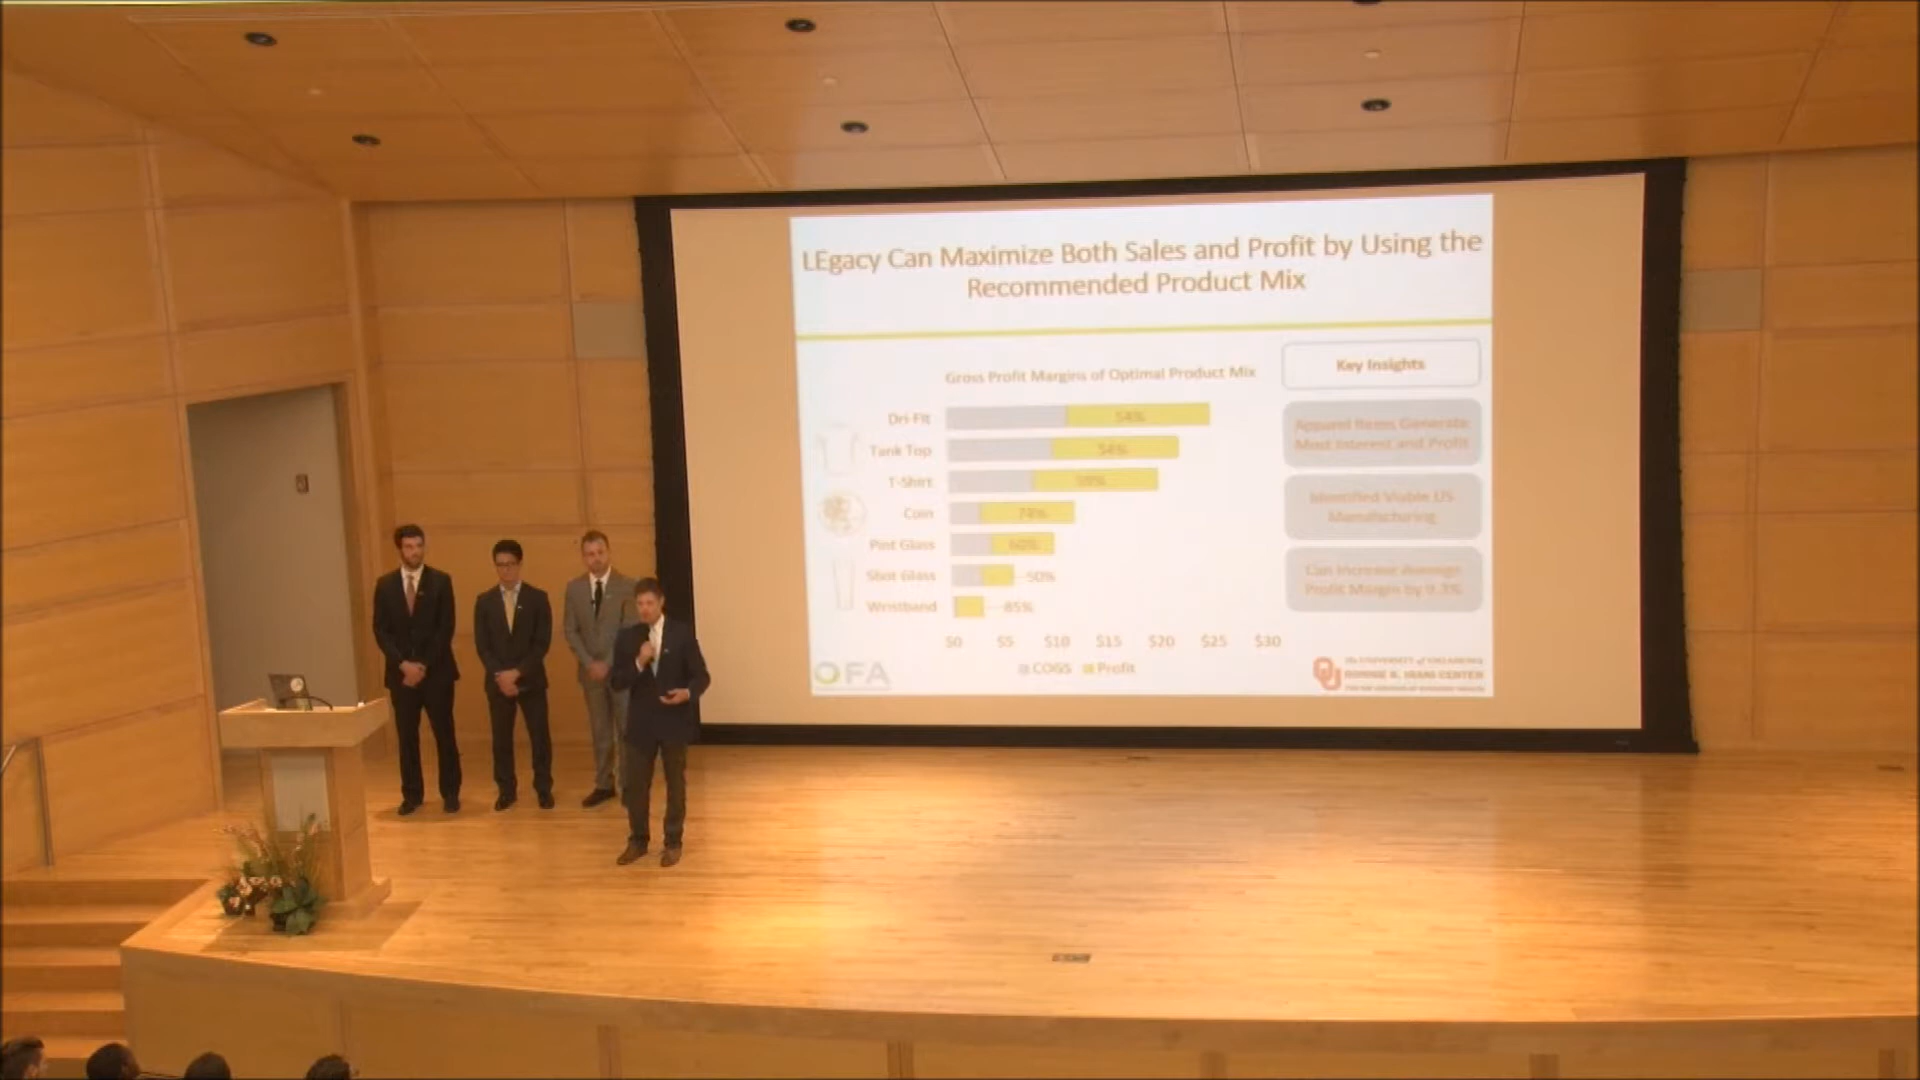 LEgacy Can Maximize Both Sales and Profit by Using the
Recommended Product Mix
Gross Profit Margins of Optimal Product Mix
Key Insights
Dri-Fit
54%
Tank Top
54%
T-Shirt
59%
Coin
74%
Pint Glass
60%
Shot Glass
50%
Wristband
85%
$0 $5 $10 $15 $20 $25 $30
COGS Profit
Apparel Items Generate
Most Interest and Profit
Identified Viable US
Manufacturing
Can Increase Average
Profit Margin by 9.3%
OFA
OU
The UNIVERSITY of OKLAHOMA
RONNIE K. IRANI CENTER